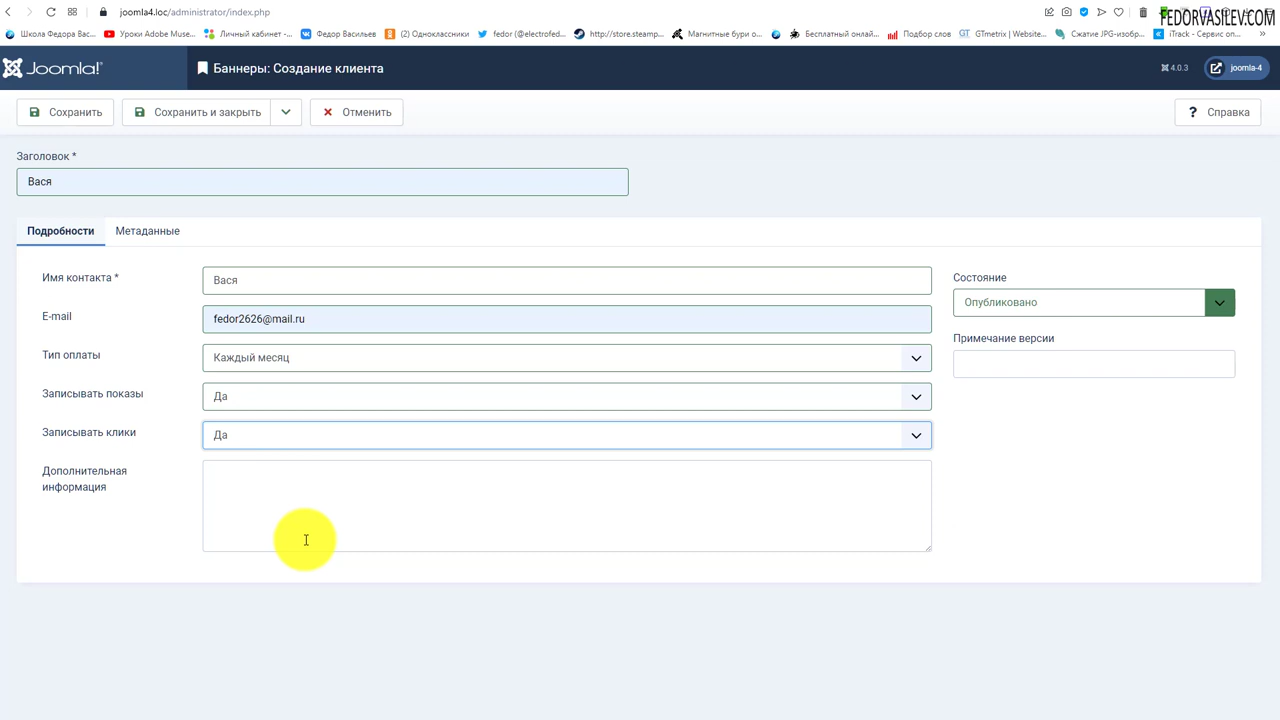 joomla4.loc/administrator/index.php
FEDORVASILEV.COM
Школа Федора Вас...
Уроки Adobe Muse...
Личный кабинет -...
Федор Васильев
(2) Одноклассники
fedor (@electrofed...
http://store.steamp...
Магнитные бури о...
Бесплатный онлай...
Подбор слов
GTmetrix | Website...
Сжатие JPG-изобр...
iTrack - Сервис оп...
Joomla!®
Баннеры: Создание клиента
4.0.3
joomla-4
Сохранить
Сохранить и закрыть
Отменить
? Справка
Заголовок *
Вася
Подробности
Метаданные
Имя контакта *
Вася
E-mail
fedor2626@mail.ru
Тип оплаты
Каждый месяц
Записывать показы
Да
Записывать клики
Да
Дополнительная
информация
Состояние
Опубликовано
Примечание версии